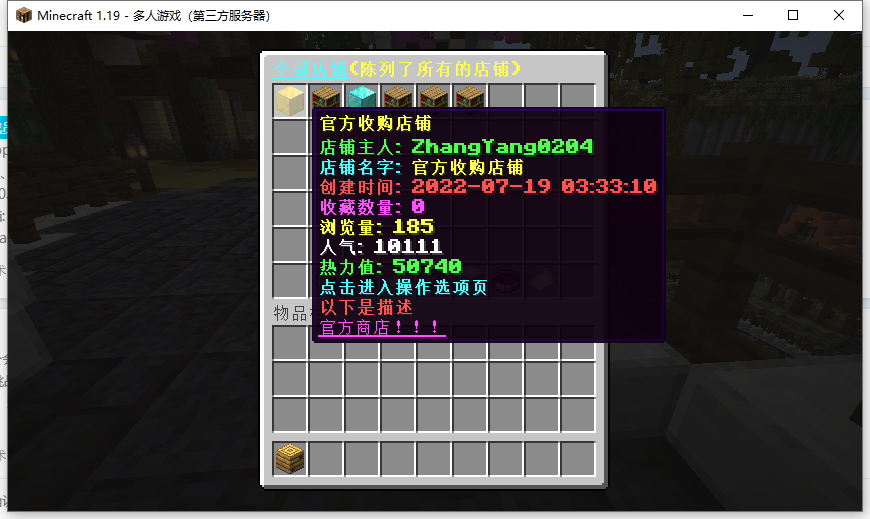 Minecraft 1.19 - 多人游戏（第三方服务器）
全部店铺《陈列了所有的店铺》
官方收购店铺
店铺主人: ZhangYang0204
店铺名字: 官方收购店铺
创建时间: 2022-07-19 03:33:10
收藏数量: 0
浏览量: 185
人气: 10111
热力值: 50740
点击进入操作选项页
以下是描述
官方商店！！！
物品